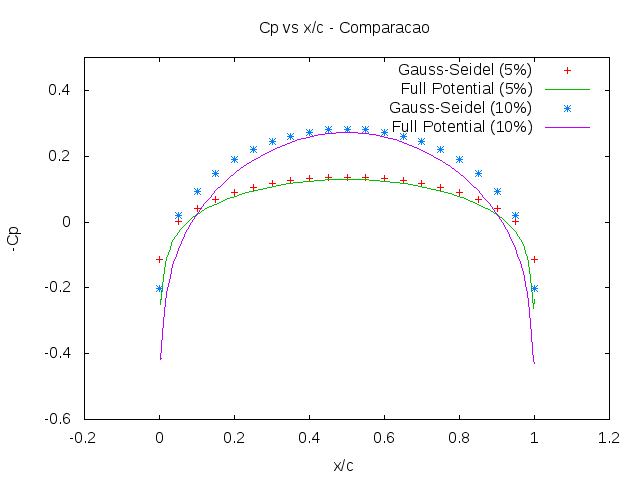 Cp vs x/c - Comparacao
Gauss-Seidel (5%)
Full Potential (5%)
Gauss-Seidel (10%)
Full Potential (10%)
0.4
0.2
0
-0.2
-0.4
-0.6
-Cp
-0.2 0 0.2 0.4 0.6 0.8 1 1.2
x/c